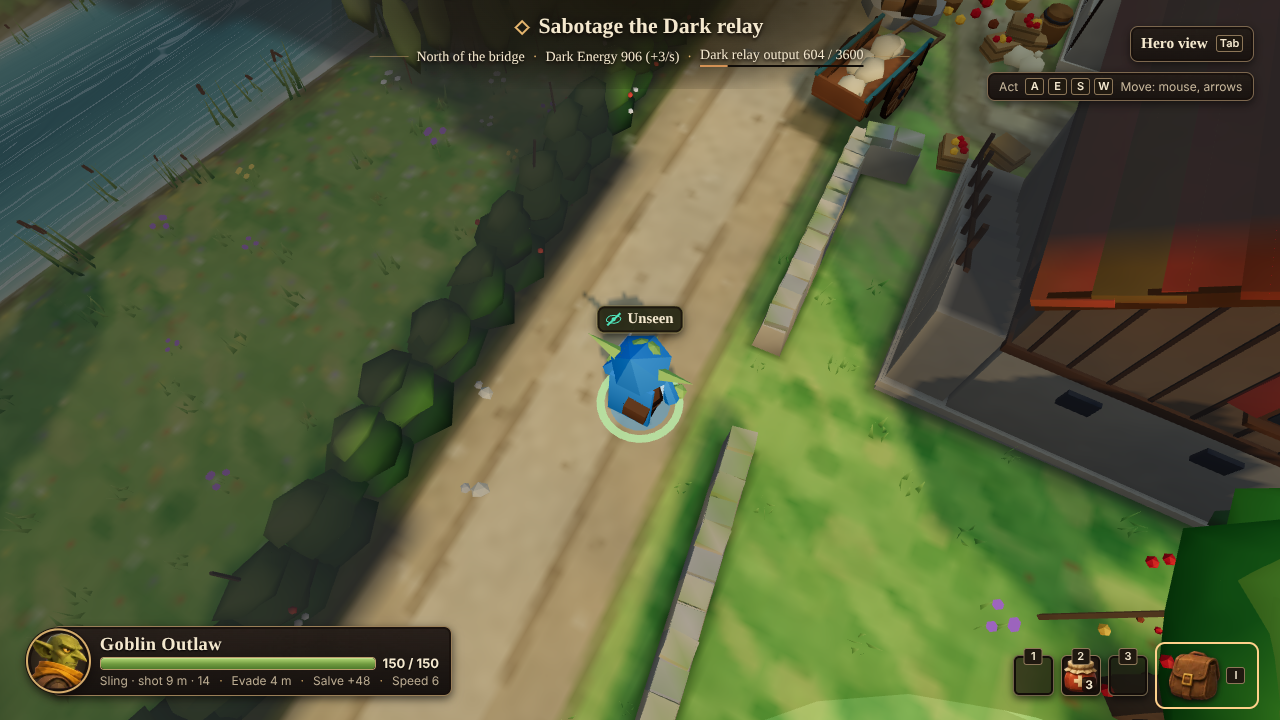 Sabotage the Dark relay
North of the bridge · Dark Energy 906 (+3/s) · Dark relay output 604 / 3600
Hero view Tab
Act A E S W Move: mouse, arrows
Unseen
Goblin Outlaw
150 / 150
Sling · shot 9 m · 14 · Evade 4 m · Salve +48 · Speed 6
1 2 3
3
I